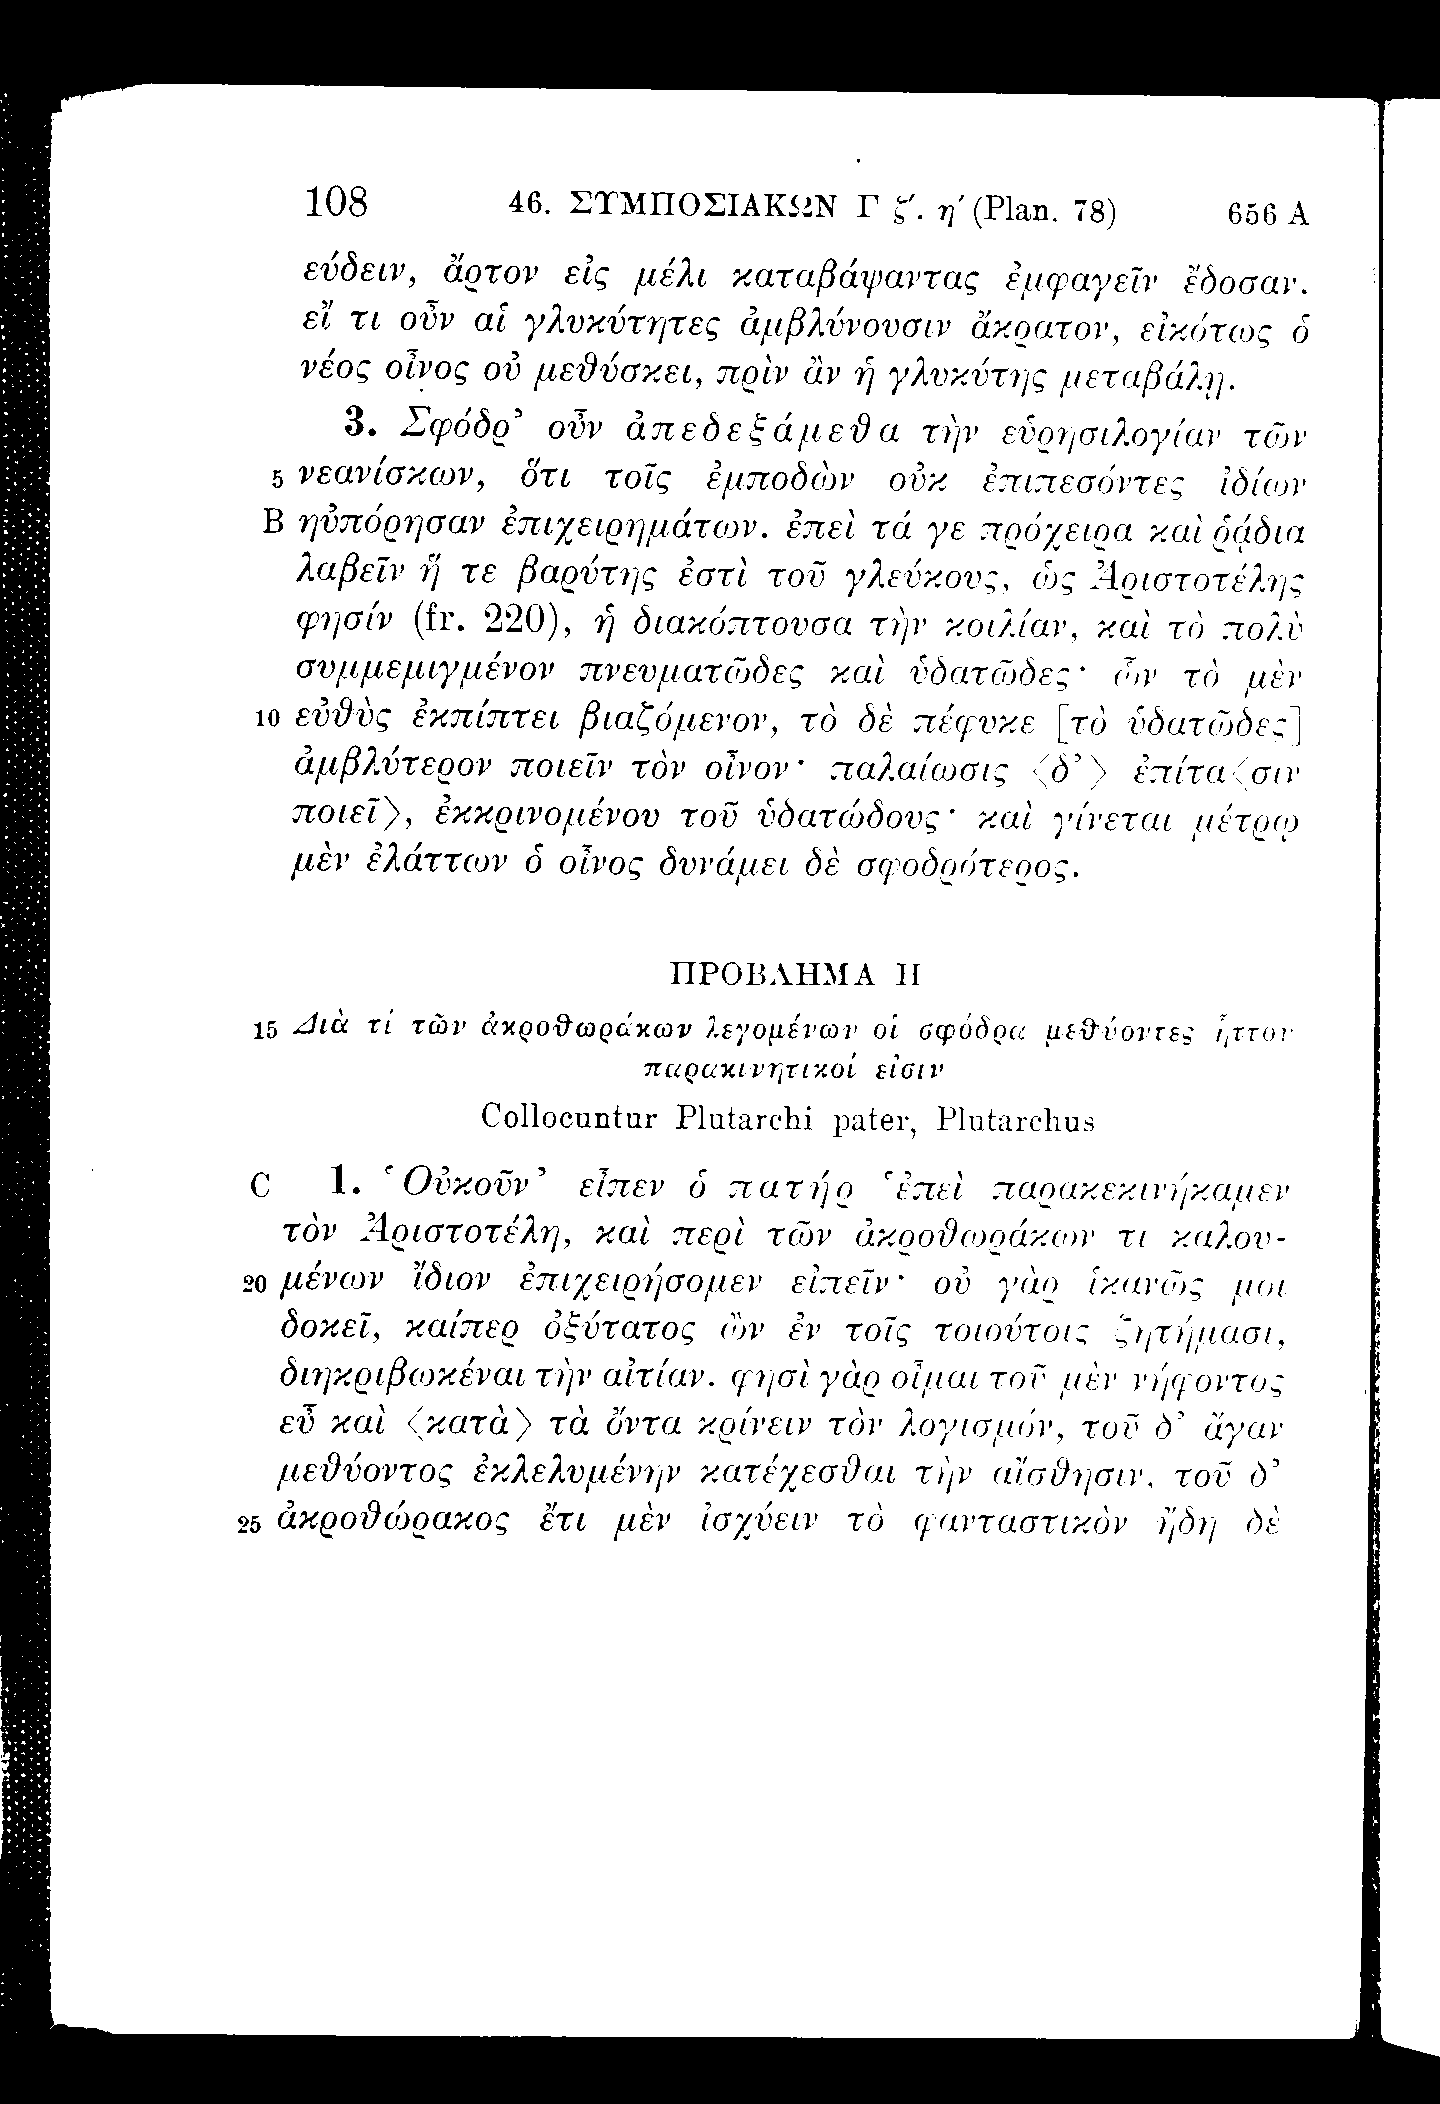 108 46. ΣΥΜΠΟΣΙΑΚΩΝ Γ ζ′. η′ (Plan. 78) 656 A
εύδειν, ἄρτον εἰς μέλι καταβάψαντας ἐμφαγεῖν ἔδοσαν.
εἴ τι οὖν αἱ γλυκύτητες ἀμβλύνουσιν ἄκρατον, εἰκότως ὁ
νέος οἶνος οὐ μεθύσκει, πρὶν ἂν ἡ γλυκύτης μεταβάλῃ.
3. Σφόδρ’ οὖν ἀπεδεξάμεθα τὴν εὑρησιλογίαν τῶν
5 νεανίσκων, ὅτι τοῖς ἐμποδὼν οὐκ ἐπιπεσόντες ἰδίων
B ηὐπόρησαν ἐπιχειρημάτων. ἐπεὶ τά γε πρόχειρα καὶ ῥᾴδια
λαβεῖν ἥ τε βαρύτης ἐστὶ τοῦ γλεύκους, ὡς Ἀριστοτέλης
φησίν (fr. 220), ἡ διακόπτουσα τὴν κοιλίαν, καὶ τὸ πολὺ
συμμεμιγμένον πνευματῶδες καὶ ὑδατῶδες· ὧν τὸ μὲν
10 εὐθὺς ἐκπίπτει βιαζόμενον, τὸ δὲ πέφυκε [τὸ ὑδατῶδες]
ἀμβλύτερον ποιεῖν τὸν οἶνον· παλαίωσις ⟨δ’⟩ ἐπίτα⟨σιν
ποιεῖ⟩, ἐκκρινομένου τοῦ ὑδατώδους· καὶ γίνεται μέτρῳ
μὲν ἐλάττων ὁ οἶνος δυνάμει δὲ σφοδρότερος.
ΠΡΟΒΛΗΜΑ Η
15 Διὰ τί τῶν ἀκροθωράκων λεγομένων οἱ σφόδρα μεθύοντες ἧττον
παρακινητικοί εἰσιν
Collocuntur Plutarchi pater, Plutarchus
C 1. ‘Οὐκοῦν’ εἶπεν ὁ πατήρ ‘ἐπεὶ παρακεκινήκαμεν
τὸν Ἀριστοτέλη, καὶ περὶ τῶν ἀκροθωράκων τι καλου-
20 μένων ἴδιον ἐπιχειρήσομεν εἰπεῖν· οὐ γὰρ ἱκανῶς μοι
δοκεῖ, καίπερ ὀξύτατος ὢν ἐν τοῖς τοιούτοις ζητήμασι,
διηκριβωκέναι τὴν αἰτίαν. φησὶ γὰρ οἶμαι τοῦ μὲν νήφοντος
εὖ καὶ ⟨κατὰ⟩ τὰ ὄντα κρίνειν τὸν λογισμόν, τοῦ δ’ ἄγαν
μεθύοντος ἐκλελυμένην κατέχεσθαι τὴν αἴσθησιν, τοῦ δ’
25 ἀκροθώρακος ἔτι μὲν ἰσχύειν τὸ φανταστικὸν ἤδη δὲ